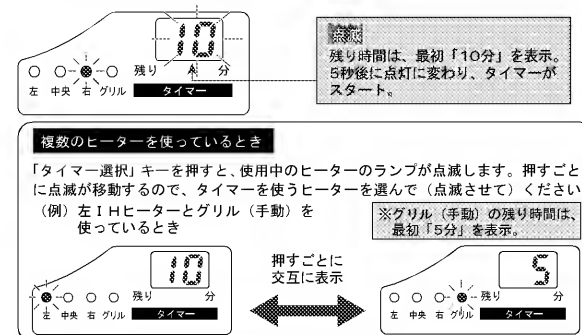 10
残り 分
左 中央 右 グリル タイマー
点滅
残り時間は、最初「10分」を表示。
5秒後に点灯に変わり、タイマーが
スタート。
複数のヒーターを使っているとき
「タイマー選択」キーを押すと、使用中のヒーターのランプが点滅します。押すごと
に点滅が移動するので、タイマーを使うヒーターを選んで(点滅させて)ください
(例)左IHヒーターとグリル(手動)を
使っているとき
※グリル(手動)の残り時間は、
最初「5分」を表示。
10
残り 分
左 中央 右 グリル タイマー
押すごとに
交互に表示
5
残り 分
左 中央 右 グリル タイマー